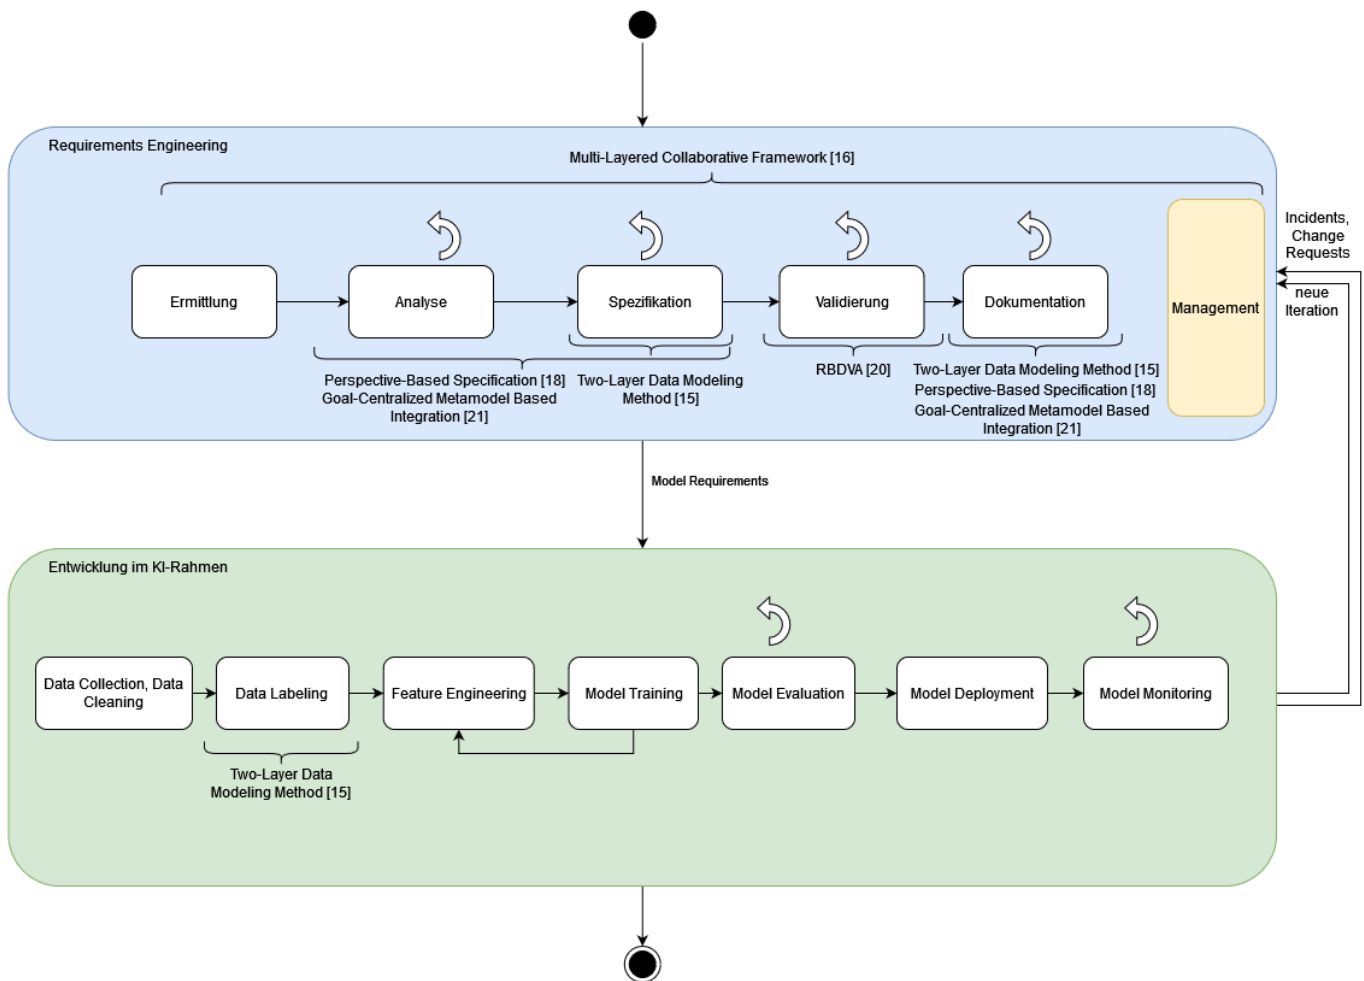 Requirements Engineering
Multi-Layered Collaborative Framework [16]
Ermittlung
Analyse
Spezifikation
Validierung
Dokumentation
Management
Incidents,
Change
Requests
neue
Iteration
Perspective-Based Specification [18]
Goal-Centralized Metamodel Based
Integration [21]
Two-Layer Data Modeling
Method [15]
RBDVA [20]
Two-Layer Data Modeling Method [15]
Perspective-Based Specification [18]
Goal-Centralized Metamodel Based
Integration [21]
Model Requirements
Entwicklung im KI-Rahmen
Data Collection, Data
Cleaning
Data Labeling
Feature Engineering
Model Training
Model Evaluation
Model Deployment
Model Monitoring
Two-Layer Data
Modeling Method [15]